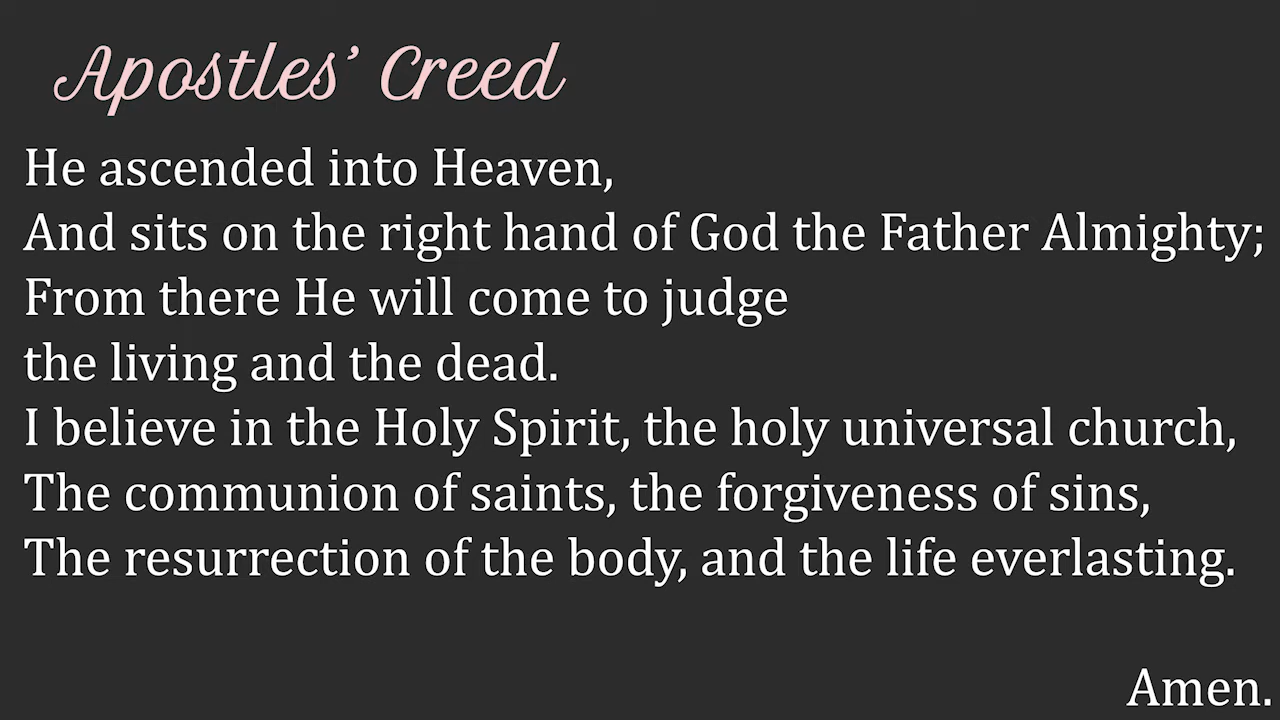 Apostles’ Creed
He ascended into Heaven,
And sits on the right hand of God the Father Almighty;
From there He will come to judge
the living and the dead.
I believe in the Holy Spirit, the holy universal church,
The communion of saints, the forgiveness of sins,
The resurrection of the body, and the life everlasting.
Amen.